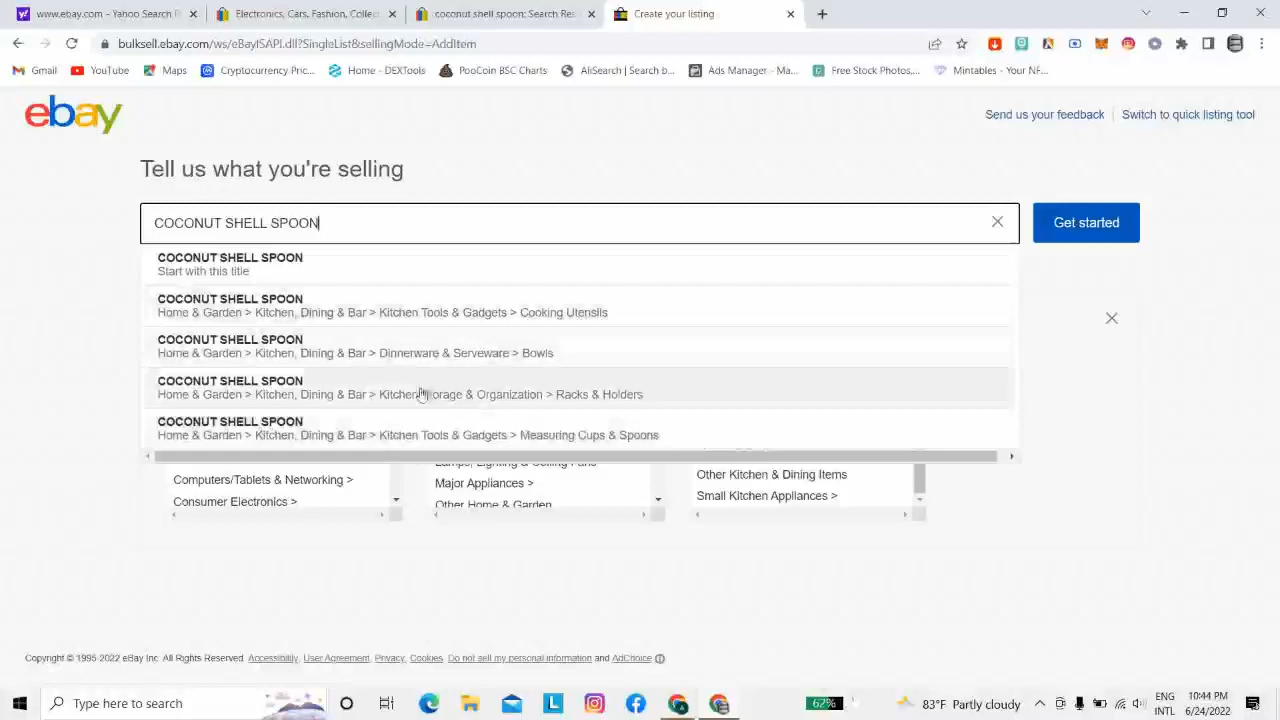 www.ebay.com - Yahoo Search R
Electronics, Cars, Fashion, Collect
coconut shell spoon: Search Res
Create your listing
bulksell.ebay.com/ws/eBayISAPI.dll?SingleList&sellingMode=AddItem
Gmail
YouTube
Maps
Cryptocurrency Pric...
Home - DEXTools
PooCoin BSC Charts
AliSearch | Search b...
Ads Manager - Ma...
Free Stock Photos,...
Mintables - Your NF...
ebay
Send us your feedback
Switch to quick listing tool
Tell us what you're selling
COCONUT SHELL SPOON
Get started
COCONUT SHELL SPOON
Start with this title
COCONUT SHELL SPOON
Home & Garden > Kitchen, Dining & Bar > Kitchen Tools & Gadgets > Cooking Utensils
COCONUT SHELL SPOON
Home & Garden > Kitchen, Dining & Bar > Dinnerware & Serveware > Bowls
COCONUT SHELL SPOON
Home & Garden > Kitchen, Dining & Bar > Kitchen Storage & Organization > Racks & Holders
COCONUT SHELL SPOON
Home & Garden > Kitchen, Dining & Bar > Kitchen Tools & Gadgets > Measuring Cups & Spoons
Computers/Tablets & Networking >
Consumer Electronics >
Lamps, Lighting & Ceiling Fans
Major Appliances >
Other Home & Garden
Other Kitchen & Dining Items
Small Kitchen Appliances >
Copyright © 1995-2022 eBay Inc. All Rights Reserved. Accessibility, User Agreement, Privacy, Cookies, Do not sell my personal information and AdChoice
Type here to search
62%
83°F Partly cloudy
ENG
INTL
10:44 PM
6/24/2022